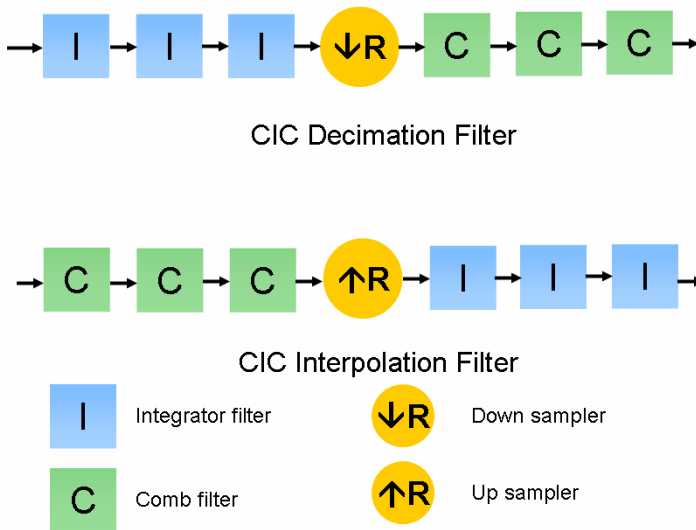 I I I ↓R C C C
CIC Decimation Filter
C C C ↑R I I I
CIC Interpolation Filter
I Integrator filter ↓R Down sampler
C Comb filter ↑R Up sampler